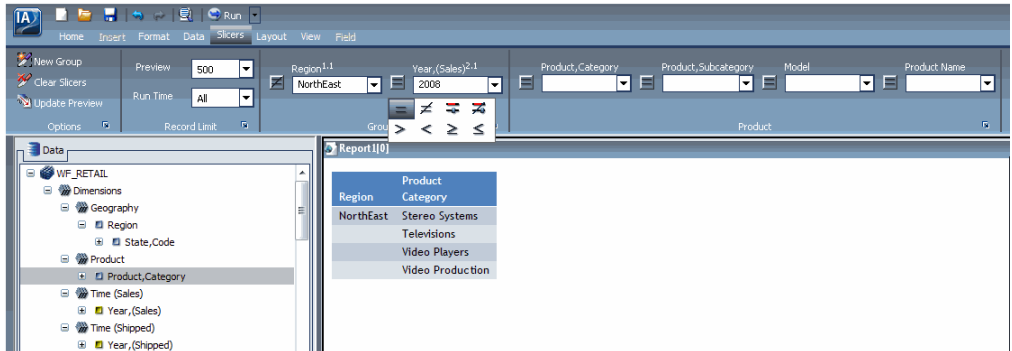 IA
Run
Home Insert Format Data Slicers Layout View Field
New Group
Clear Slicers
Update Preview
Options
Preview 500
Run Time All
Record Limit
Region1.1
NorthEast
Year,(Sales)2.1
2008
= ≠
> < ≥ ≤
Grou
Product,Category
Product,Subcategory
Model
Product Name
Product
Data
WF_RETAIL
Dimensions
Geography
Region
State,Code
Product
Product,Category
Time (Sales)
Year,(Sales)
Time (Shipped)
Year,(Shipped)
Report1[0]
Region Product Category
NorthEast Stereo Systems
Televisions
Video Players
Video Production